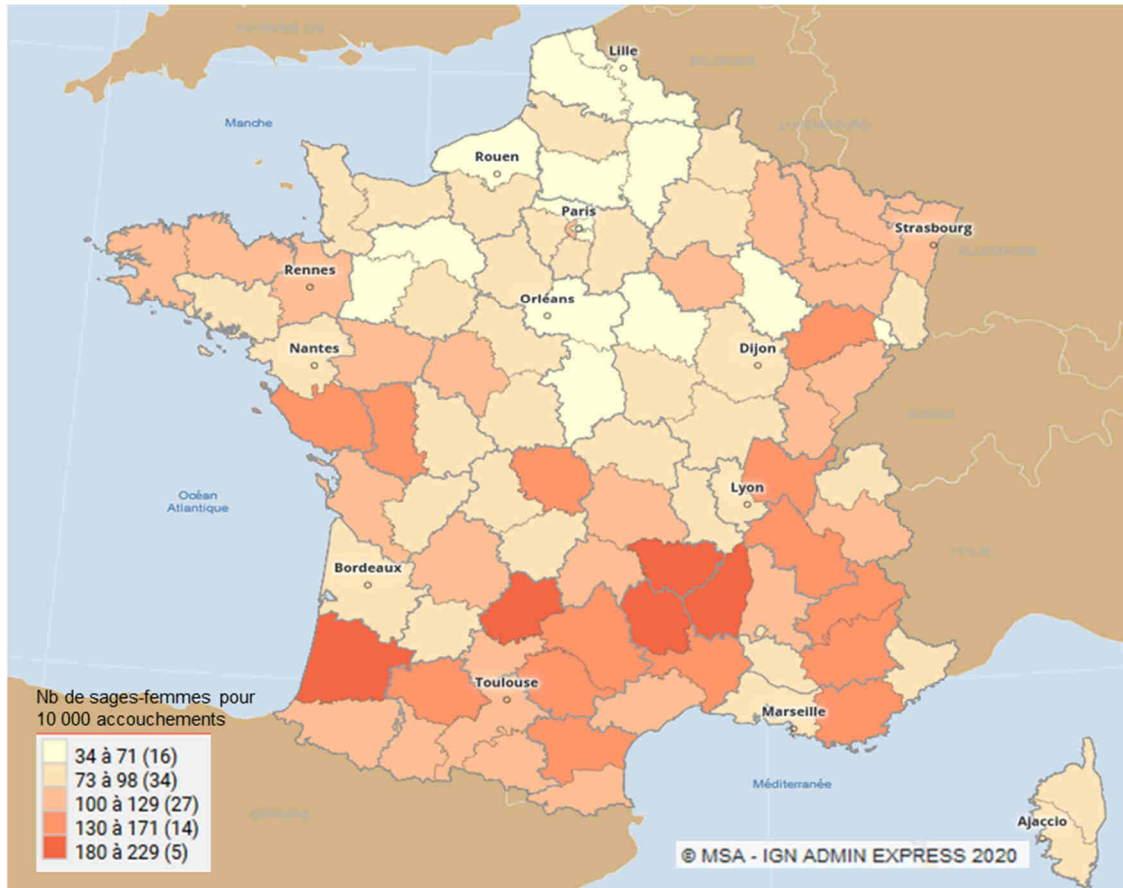 Lille
Manche
Rouen
Paris
Strasbourg
Rennes
Orléans
Nantes
Dijon
Océan
Atlantique
Lyon
Bordeaux
Toulouse
Marseille
Méditerranée
Ajaccio
Nb de sages-femmes pour
10 000 accouchements
34 à 71 (16)
73 à 98 (34)
100 à 129 (27)
130 à 171 (14)
180 à 229 (5)
© MSA - IGN ADMIN EXPRESS 2020